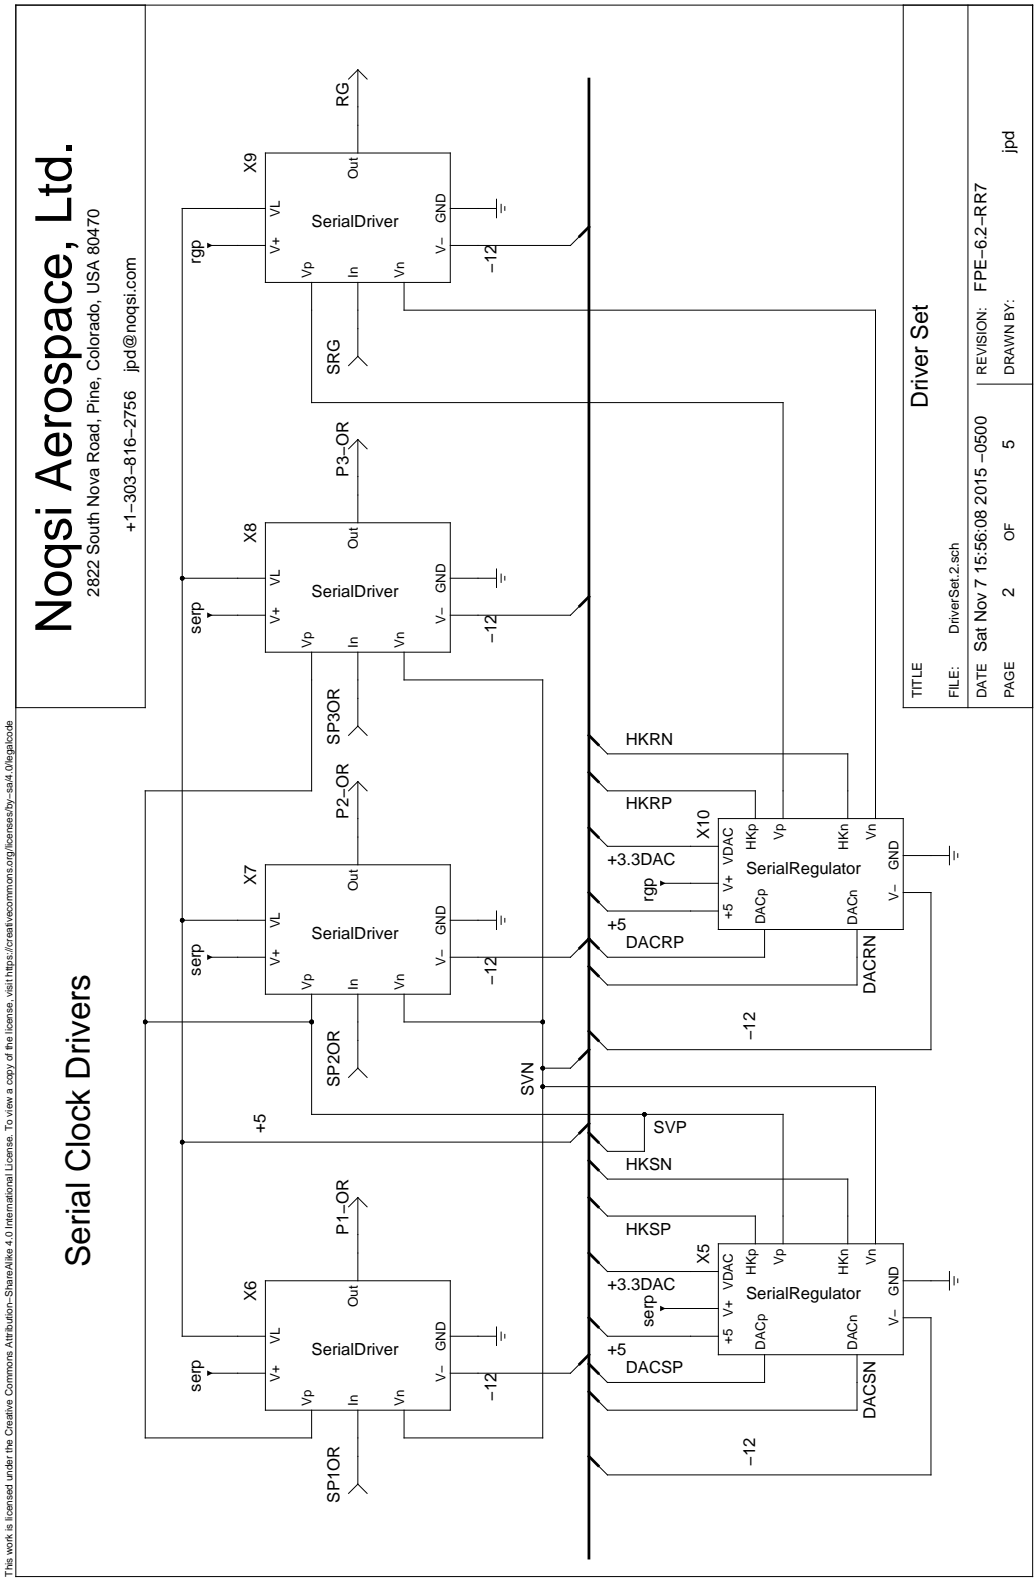 This work is licensed under the Creative Commons Attribution−ShareAlike 4.0 International License. To view a copy of the license, visit https://creativecommons.org/licenses/by−sa/4.0/legalcode
Noqsi Aerospace, Ltd.
2822 South Nova Road, Pine, Colorado, USA 80470
+1−303−816−2756 jpd@noqsi.com
Serial Clock Drivers
X6
SerialDriver
serp
V+
VL
Vp
In
Vn
Out
V−
GND
−12
SP1OR
P1−OR
+5
X7
SerialDriver
serp
V+
VL
Vp
In
Vn
Out
V−
GND
−12
SP2OR
P2−OR
X8
SerialDriver
serp
V+
VL
Vp
In
Vn
Out
V−
GND
−12
SP3OR
P3−OR
X9
SerialDriver
rgp
V+
VL
Vp
In
Vn
Out
V−
GND
−12
SRG
RG
SVN
SVP
X5
SerialRegulator
+5
V+
VDAC
DACp
DACn
HKp
Vp
HKn
Vn
V−
GND
serp
+5
+3.3DAC
DACSP
DACSN
HKSP
HKSN
−12
X10
SerialRegulator
+5
V+
VDAC
DACp
DACn
HKp
Vp
HKn
Vn
V−
GND
rgp
+5
+3.3DAC
DACRP
DACRN
HKRP
HKRN
−12
TITLE
Driver Set
FILE: DriverSet.2.sch
REVISION: FPE−6.2−RR7
DATE Sat Nov 7 15:56:08 2015 −0500
PAGE 2 OF 5
DRAWN BY: jpd